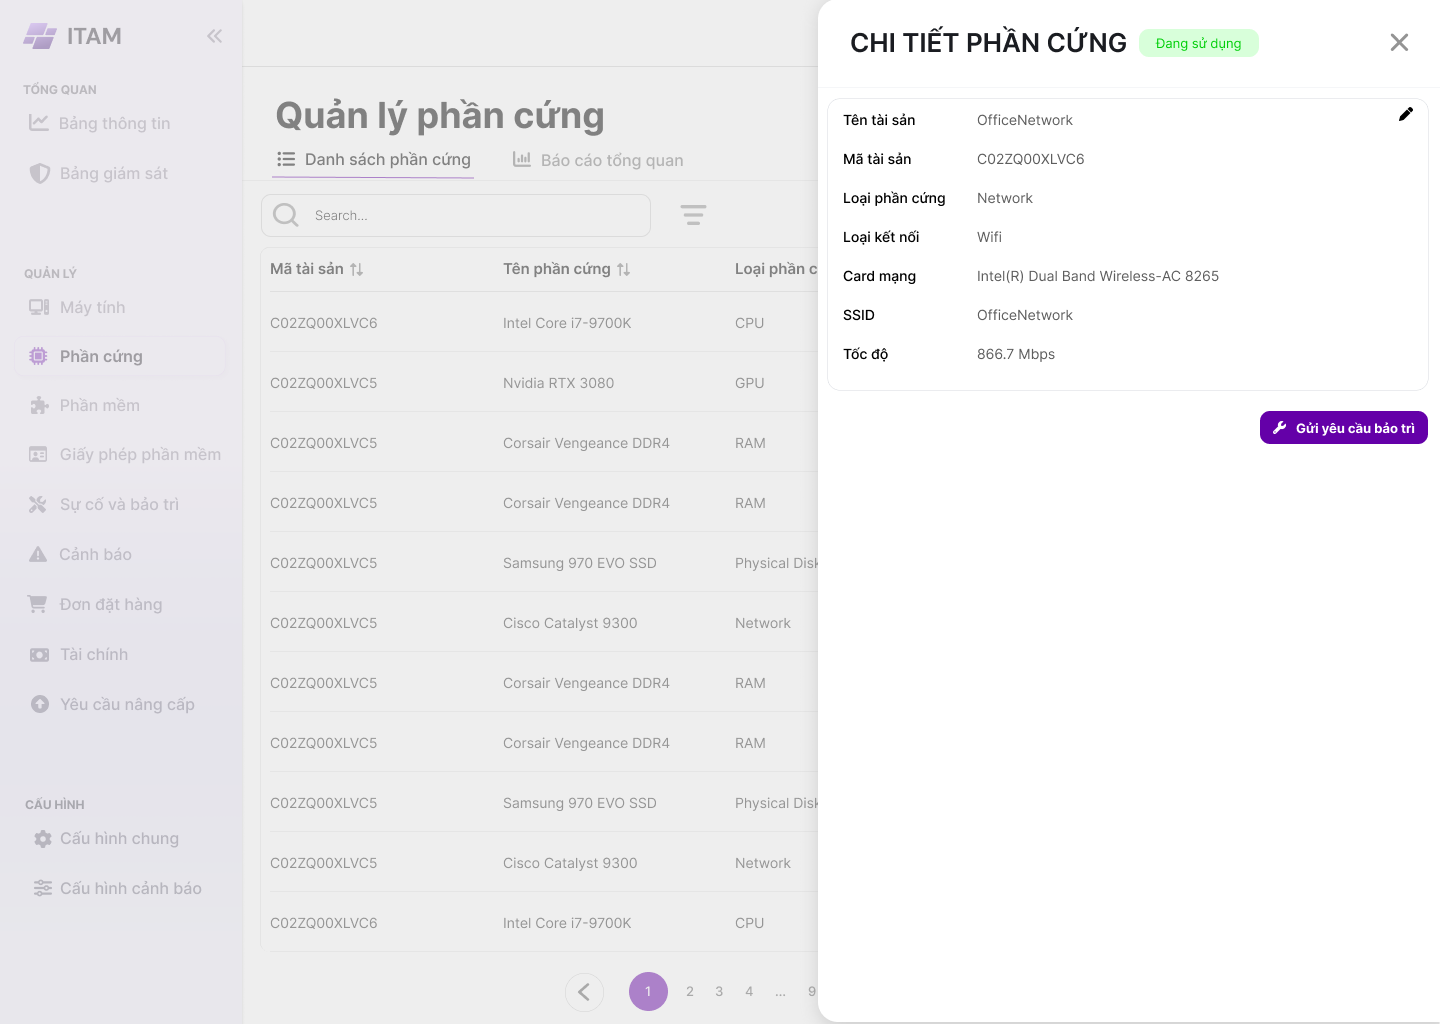 ITAM
TỔNG QUAN
Bảng thông tin
Bảng giám sát
QUẢN LÝ
Máy tính
Phần cứng
Phần mềm
Giấy phép phần mềm
Sự cố và bảo trì
Cảnh báo
Đơn đặt hàng
Tài chính
Yêu cầu nâng cấp
CẤU HÌNH
Cấu hình chung
Cấu hình cảnh báo
Quản lý phần cứng
Danh sách phần cứng Báo cáo tổng quan
Search...
Mã tài sản Tên phần cứng Loại phần c
C02ZQ00XLVC6 Intel Core i7-9700K CPU
C02ZQ00XLVC5 Nvidia RTX 3080 GPU
C02ZQ00XLVC5 Corsair Vengeance DDR4 RAM
C02ZQ00XLVC5 Corsair Vengeance DDR4 RAM
C02ZQ00XLVC5 Samsung 970 EVO SSD Physical Disk
C02ZQ00XLVC5 Cisco Catalyst 9300 Network
C02ZQ00XLVC5 Corsair Vengeance DDR4 RAM
C02ZQ00XLVC5 Corsair Vengeance DDR4 RAM
C02ZQ00XLVC5 Samsung 970 EVO SSD Physical Disk
C02ZQ00XLVC5 Cisco Catalyst 9300 Network
C02ZQ00XLVC6 Intel Core i7-9700K CPU
1 2 3 4 ... 9
CHI TIẾT PHẦN CỨNG Đang sử dụng
Tên tài sản OfficeNetwork
Mã tài sản C02ZQ00XLVC6
Loại phần cứng Network
Loại kết nối Wifi
Card mạng Intel(R) Dual Band Wireless-AC 8265
SSID OfficeNetwork
Tốc độ 866.7 Mbps
Gửi yêu cầu bảo trì